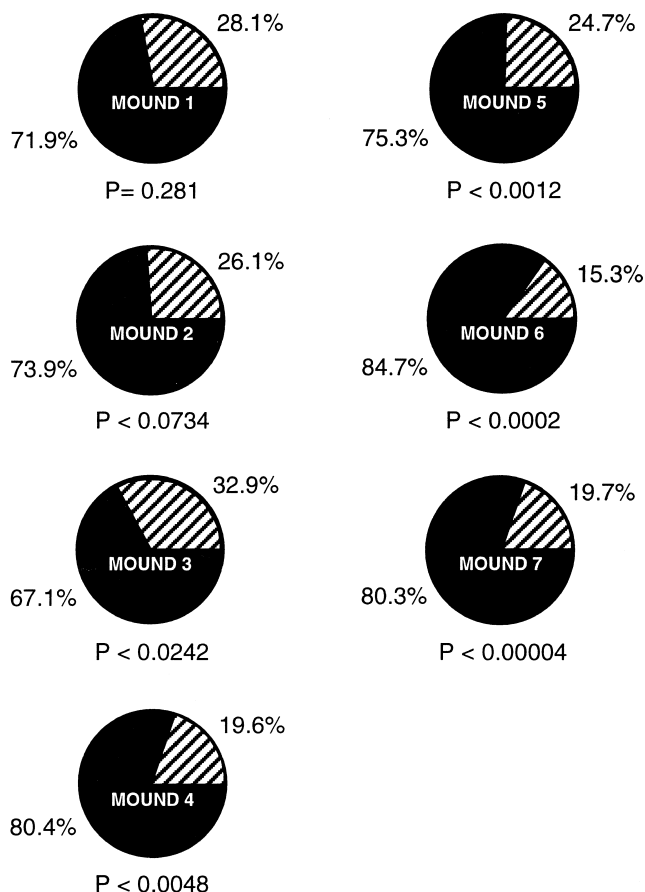 28.1%
MOUND 1
71.9%
P= 0.281
26.1%
MOUND 2
73.9%
P < 0.0734
32.9%
MOUND 3
67.1%
P < 0.0242
19.6%
MOUND 4
80.4%
P < 0.0048
24.7%
MOUND 5
75.3%
P < 0.0012
15.3%
MOUND 6
84.7%
P < 0.0002
19.7%
MOUND 7
80.3%
P < 0.00004